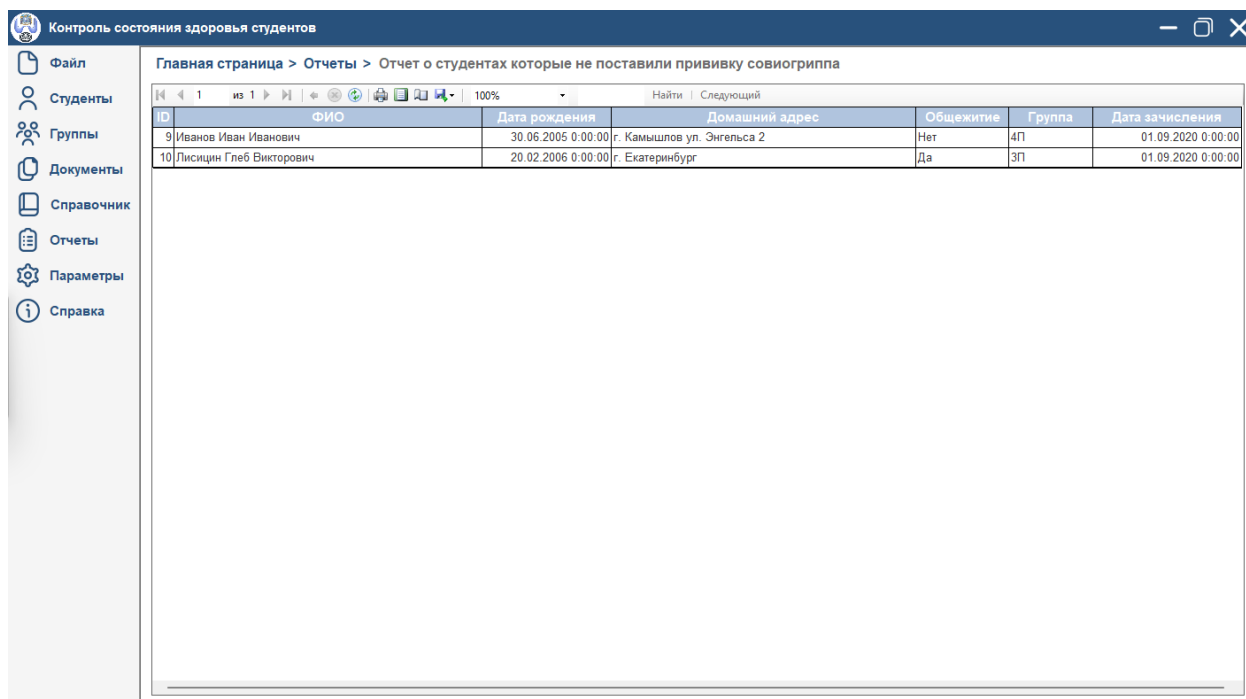 Контроль состояния здоровья студентов
Файл
Студенты
Группы
Документы
Справочник
Отчеты
Параметры
Справка
Главная страница > Отчеты > Отчет о студентах которые не поставили прививку совиогриппа
1 из 1 100% Найти | Следующий
ID ФИО Дата рождения Домашний адрес Общежитие Группа Дата зачисления
9 Иванов Иван Иванович 30.06.2005 0:00:00 г. Камышлов ул. Энгельса 2 Нет 4П 01.09.2020 0:00:00
10 Лисицин Глеб Викторович 20.02.2006 0:00:00 г. Екатеринбург Да 3П 01.09.2020 0:00:00